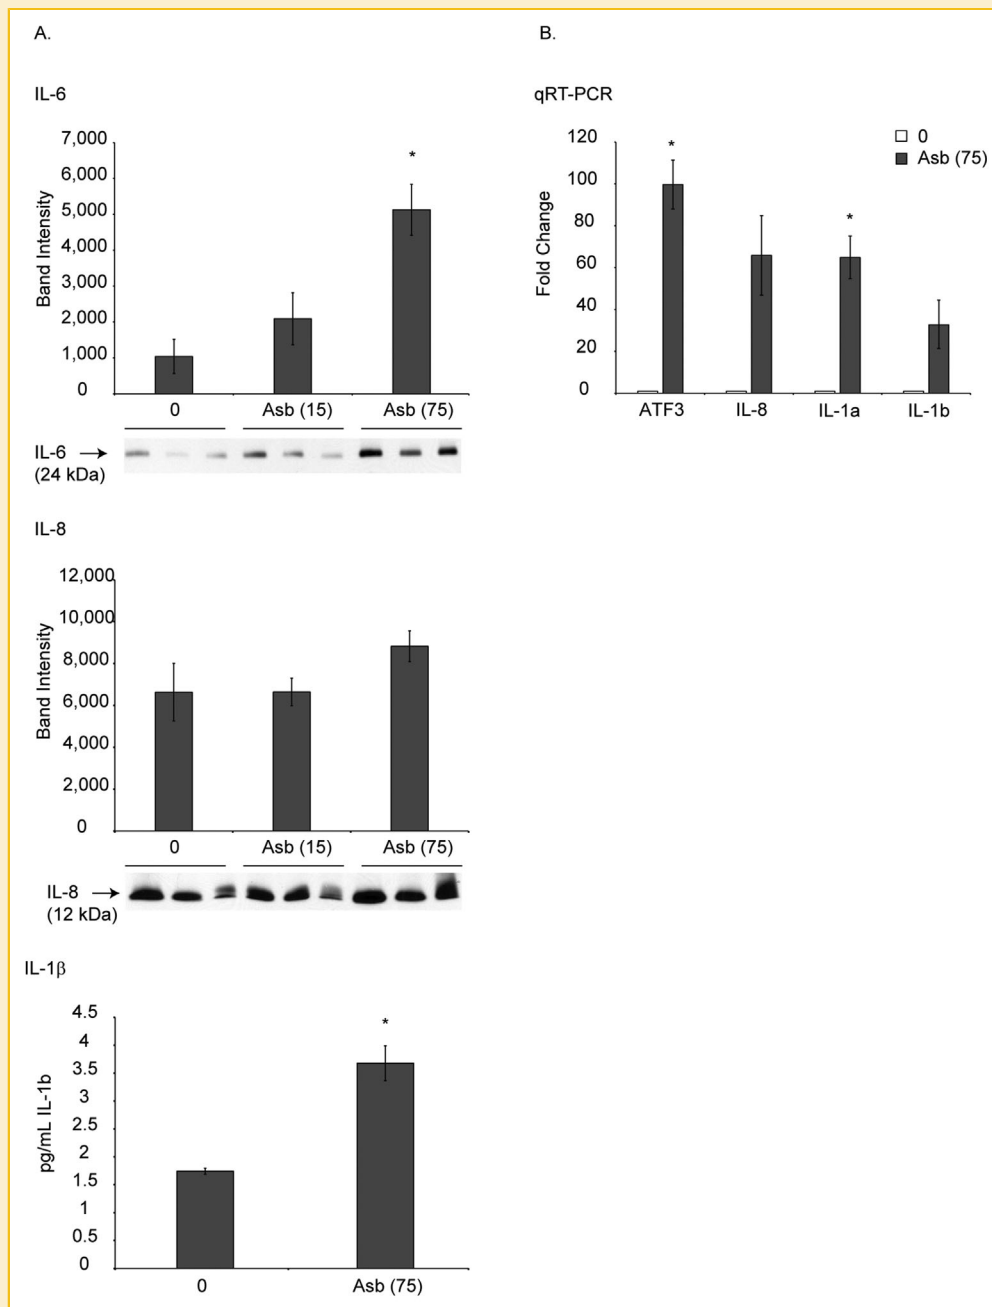 A.
IL-6
7,000
6,000
5,000
4,000
3,000
2,000
1,000
0
Band Intensity
*
0 Asb (15) Asb (75)
IL-6 →
(24 kDa)
IL-8
12,000
10,000
8,000
6,000
4,000
2,000
0
Band Intensity
0 Asb (15) Asb (75)
IL-8 →
(12 kDa)
IL-1β
4.5
4
3.5
3
2.5
2
1.5
1
0.5
0
pg/mL IL-1b
*
0 Asb (75)
B.
qRT-PCR
120
100
80
60
40
20
0
Fold Change
0
Asb (75)
*
*
ATF3 IL-8 IL-1a IL-1b